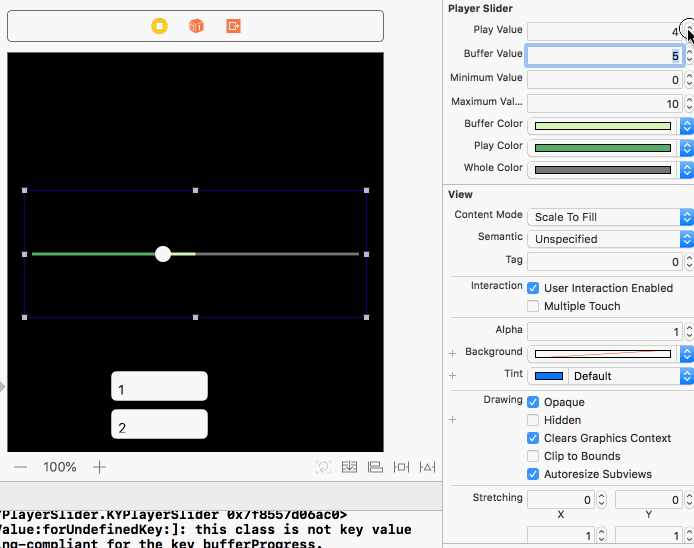 Player Slider
Play Value 4
Buffer Value 5
Minimum Value 0
Maximum Val... 10
Buffer Color
Play Color
Whole Color
View
Content Mode Scale To Fill
Semantic Unspecified
Tag 0
Interaction User Interaction Enabled
Multiple Touch
Alpha 1
+ Background
+ Tint Default
Drawing Opaque
+ Hidden
Clears Graphics Context
Clip to Bounds
Autoresize Subviews
Stretching 0 0
X Y
1 1
1
2
100%
PlayerSlider.KYPlayerSlider 0x7f8557d06ac0>
Value:forUndefinedKey:]: this class is not key value
ng-compliant for the key bufferProgress.